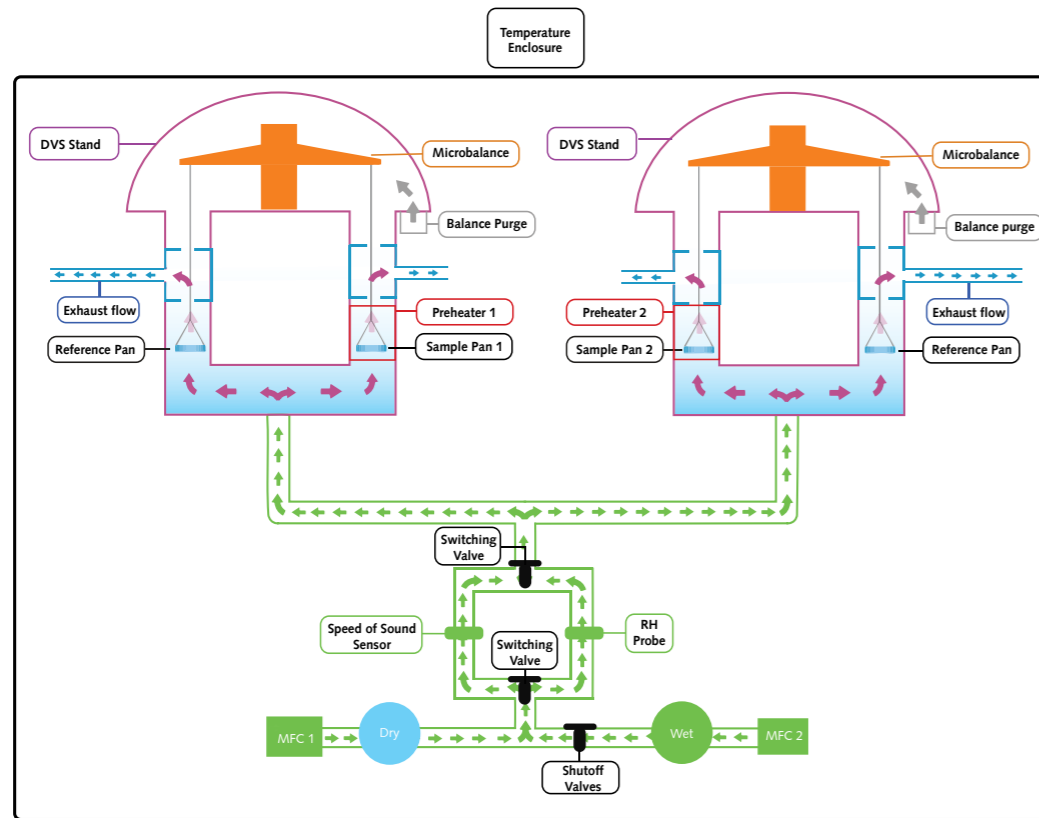 Temperature
Enclosure
DVS Stand
Microbalance
Balance Purge
Exhaust flow
Preheater 1
Reference Pan
Sample Pan 1
DVS Stand
Microbalance
Balance purge
Preheater 2
Exhaust flow
Sample Pan 2
Reference Pan
Switching
Valve
Speed of Sound
Sensor
RH
Probe
Switching
Valve
MFC 1
Dry
Wet
MFC 2
Shutoff
Valves